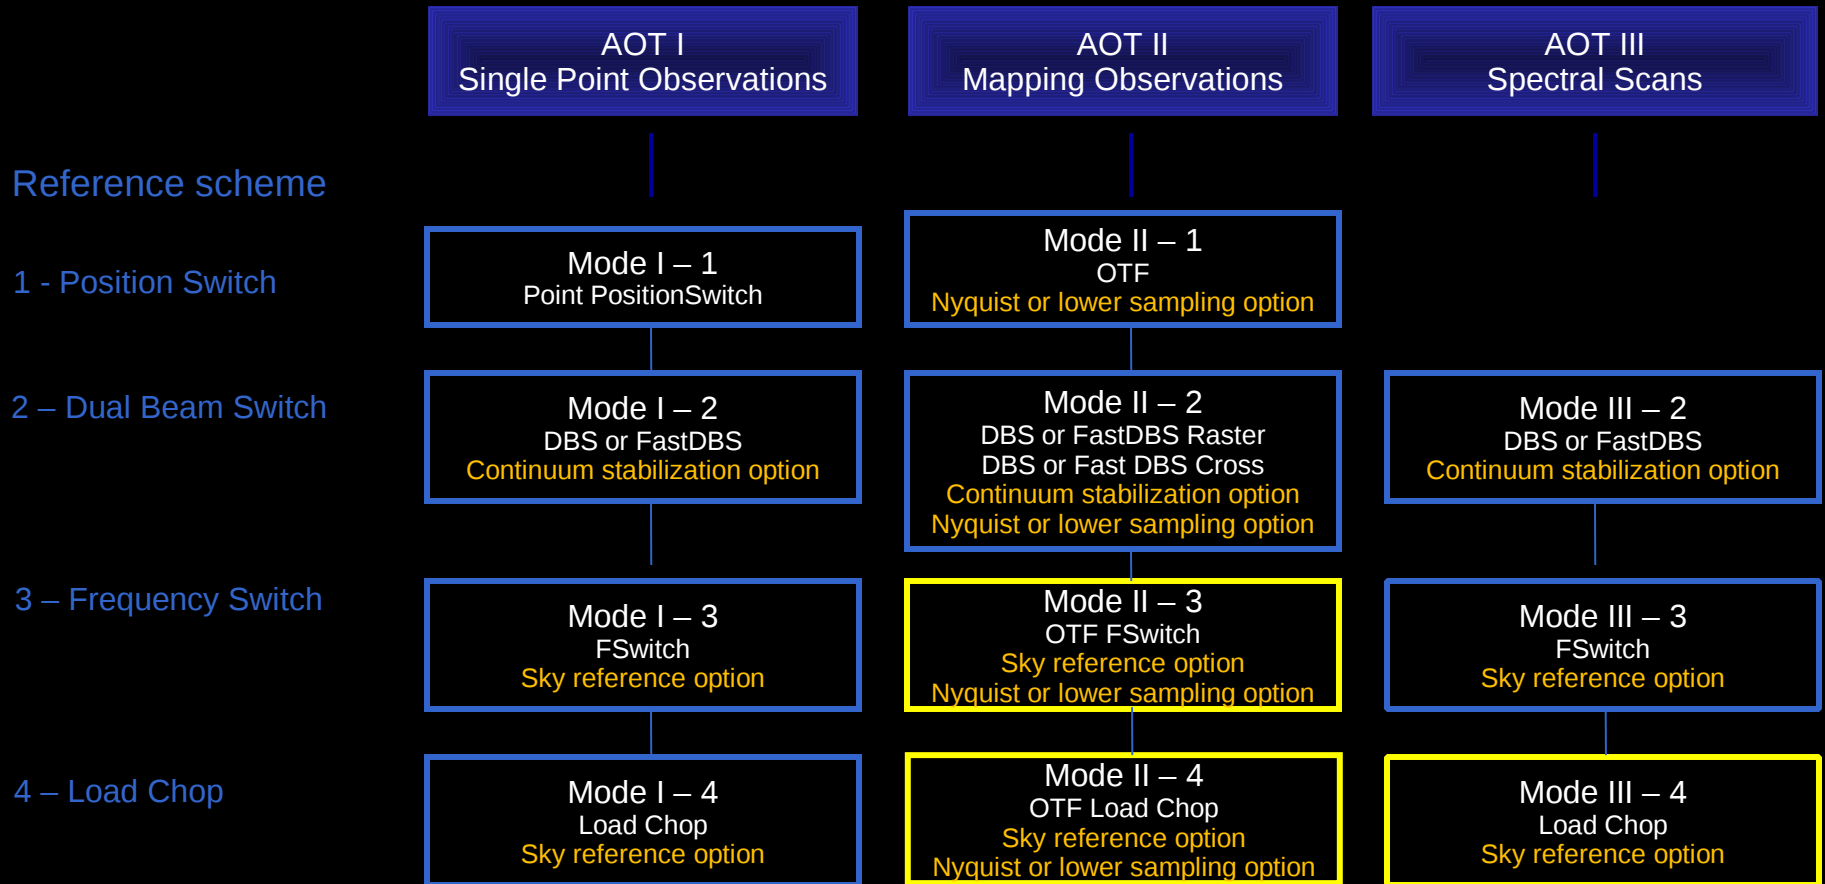 AOT I
Single Point Observations
AOT II
Mapping Observations
AOT III
Spectral Scans
Reference scheme
1 - Position Switch
Mode I – 1
Point PositionSwitch
Mode II – 1
OTF
Nyquist or lower sampling option
2 – Dual Beam Switch
Mode I – 2
DBS or FastDBS
Continuum stabilization option
Mode II – 2
DBS or FastDBS Raster
DBS or Fast DBS Cross
Continuum stabilization option
Nyquist or lower sampling option
Mode III – 2
DBS or FastDBS
Continuum stabilization option
3 – Frequency Switch
Mode I – 3
FSwitch
Sky reference option
Mode II – 3
OTF FSwitch
Sky reference option
Nyquist or lower sampling option
Mode III – 3
FSwitch
Sky reference option
4 – Load Chop
Mode I – 4
Load Chop
Sky reference option
Mode II – 4
OTF Load Chop
Sky reference option
Nyquist or lower sampling option
Mode III – 4
Load Chop
Sky reference option